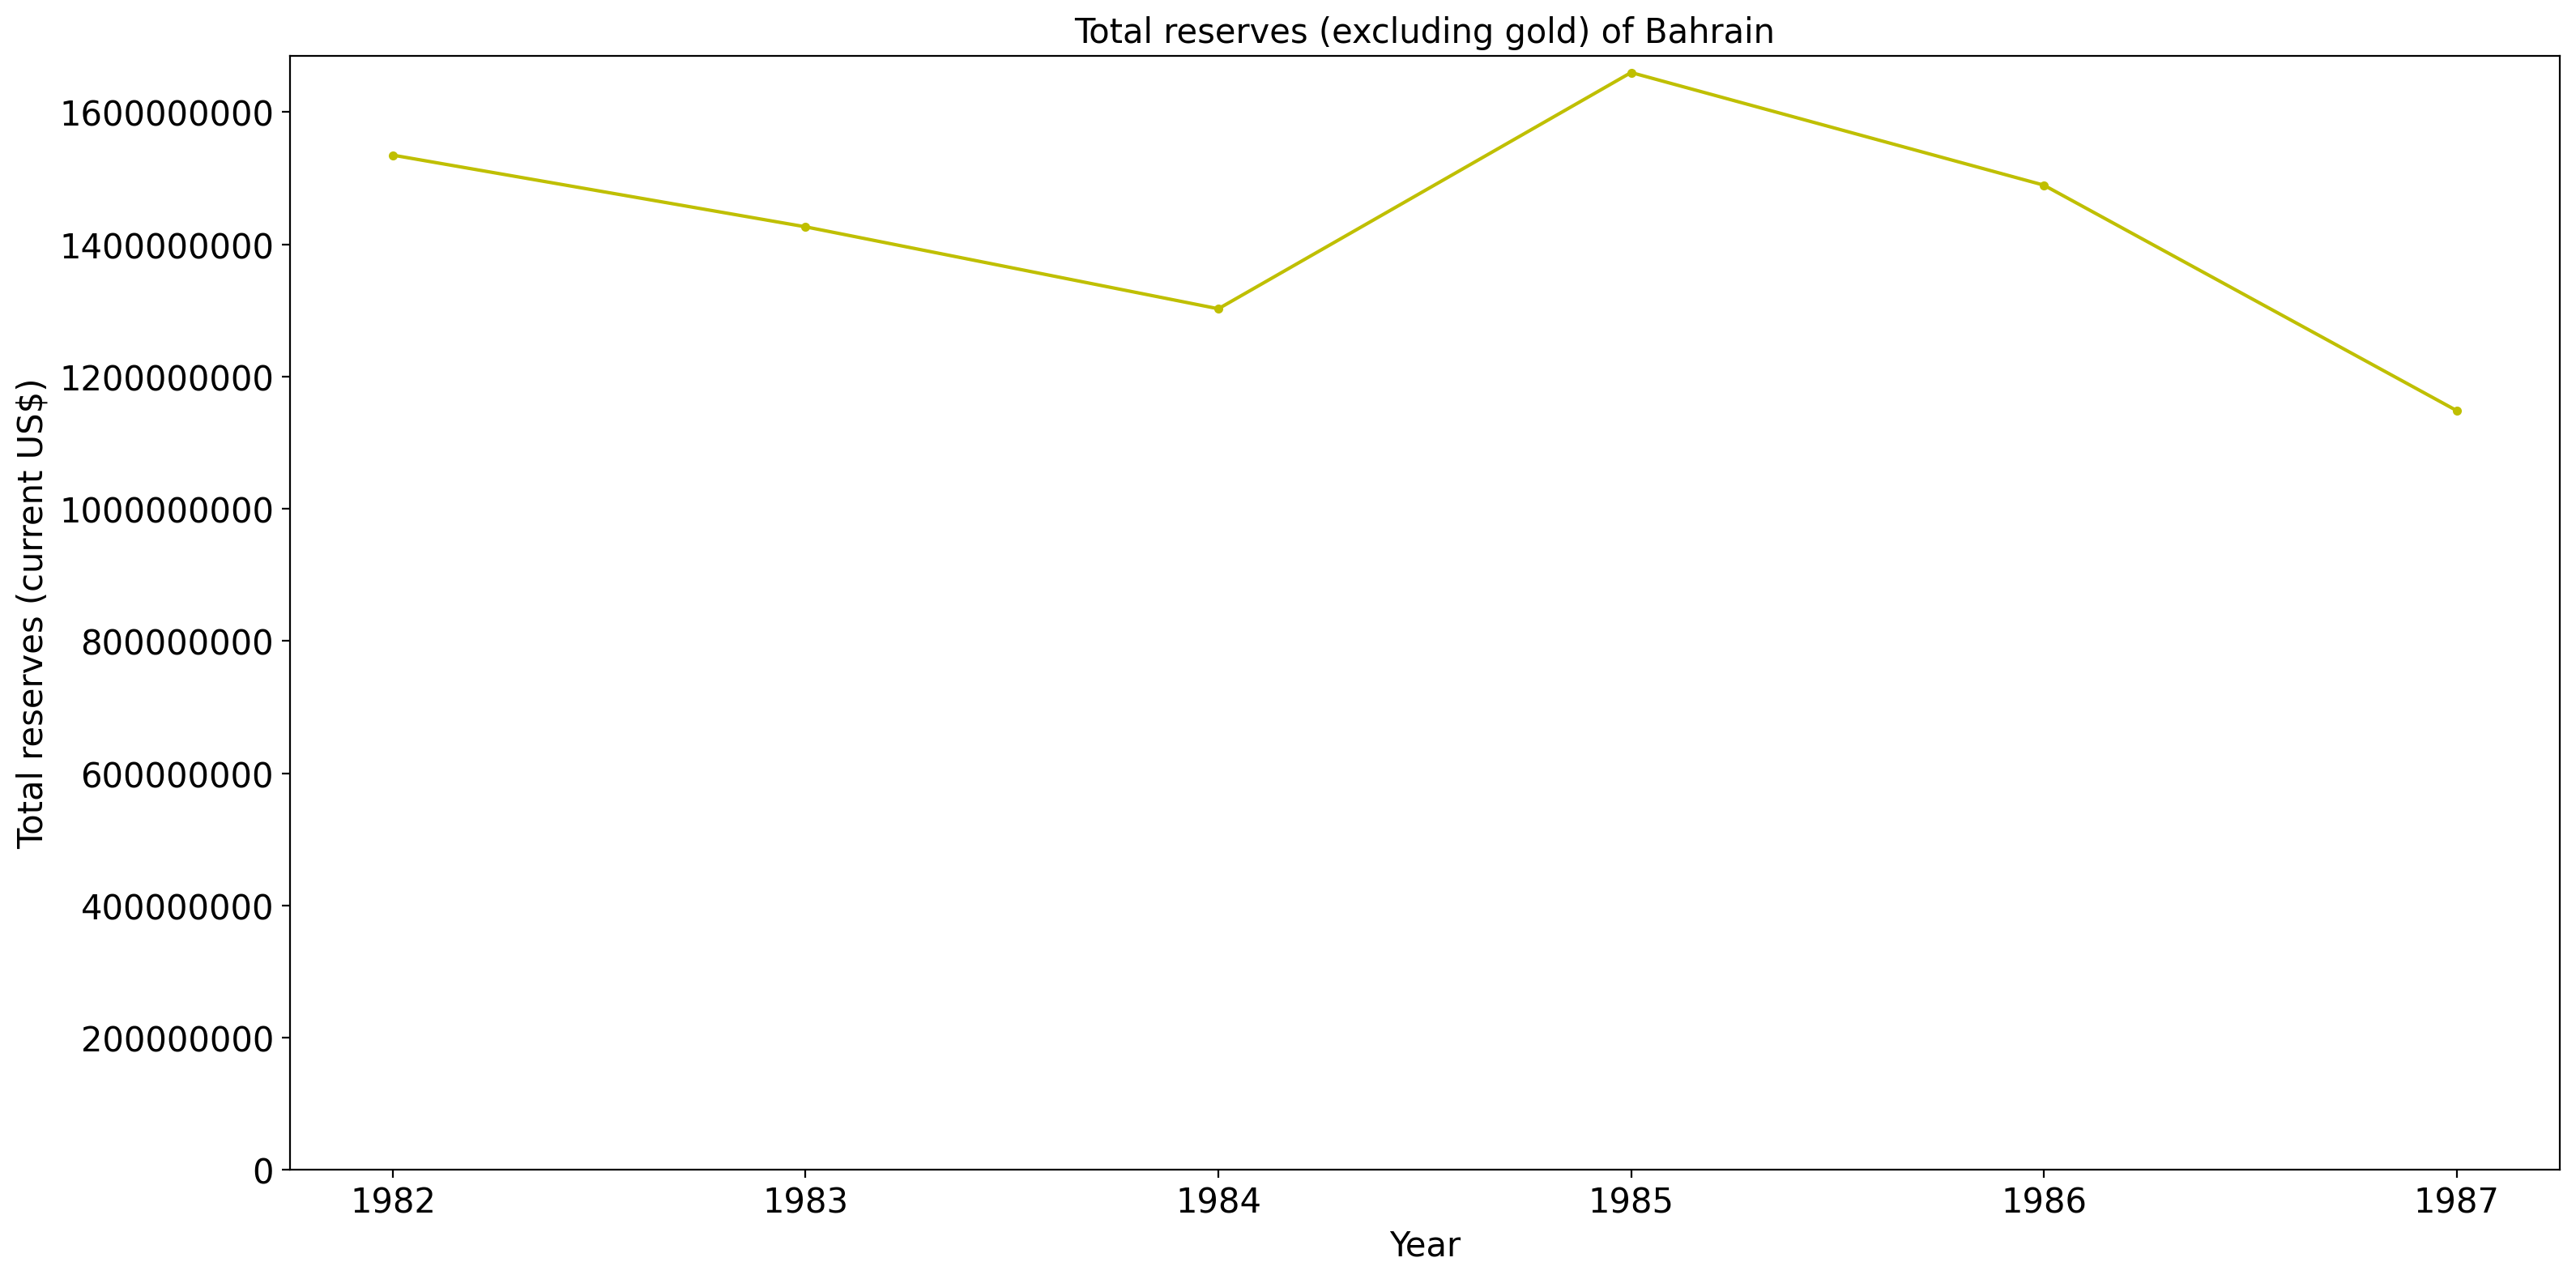 Total reserves (excluding gold) of Bahrain
Total reserves (current US$)
1600000000
1400000000
1200000000
1000000000
800000000
600000000
400000000
200000000
0
1982 1983 1984 1985 1986 1987
Year